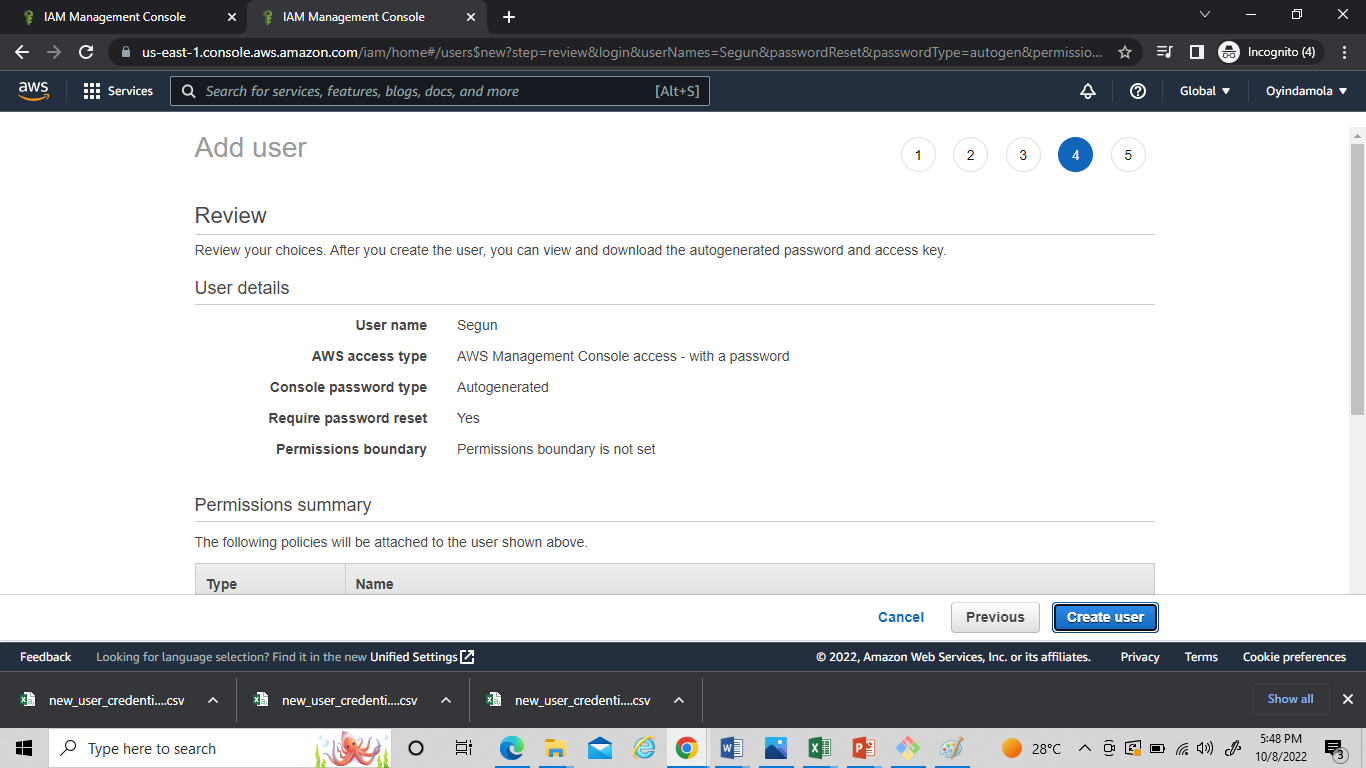 IAM Management Console
IAM Management Console
us-east-1.console.aws.amazon.com/iam/home#/users$new?step=review&login&userNames=Segun&passwordReset&passwordType=autogen&permissio...
Incognito (4)
aws
Services
Search for services, features, blogs, docs, and more
[Alt+S]
Global
Oyindamola
Add user
1 2 3 4 5
Review
Review your choices. After you create the user, you can view and download the autogenerated password and access key.
User details
User name Segun
AWS access type AWS Management Console access - with a password
Console password type Autogenerated
Require password reset Yes
Permissions boundary Permissions boundary is not set
Permissions summary
The following policies will be attached to the user shown above.
Type Name
Cancel Previous Create user
Feedback Looking for language selection? Find it in the new Unified Settings
© 2022, Amazon Web Services, Inc. or its affiliates. Privacy Terms Cookie preferences
new_user_credenti....csv new_user_credenti....csv new_user_credenti....csv Show all
Type here to search
28°C
5:48 PM
10/8/2022
3